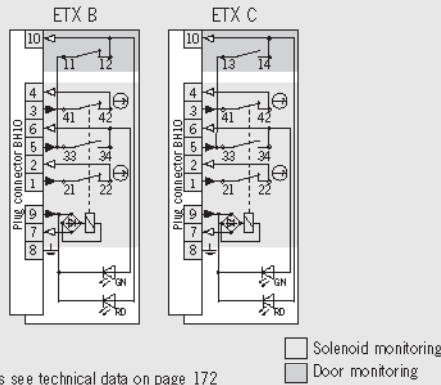 ETX B
ETX C
Plug connector BH10
10
11 12
4
3
41 42
6
5
33 34
2
1
21 22
9
7
8
GN
RD
Plug connector BH10
10
13 14
4
3
41 42
6
5
33 34
2
1
21 22
9
7
8
GN
RD
Solenoid monitoring
Door monitoring
s see technical data on page 172